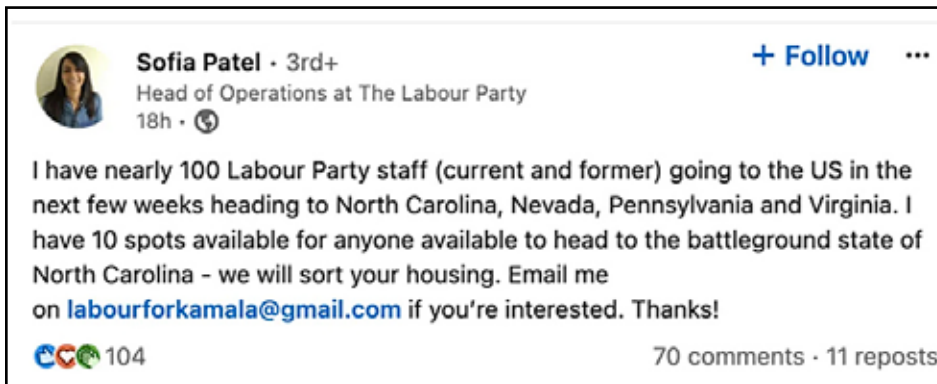 Sofia Patel · 3rd+
+ Follow ...
Head of Operations at The Labour Party
18h ·
I have nearly 100 Labour Party staff (current and former) going to the US in the
next few weeks heading to North Carolina, Nevada, Pennsylvania and Virginia. I
have 10 spots available for anyone available to head to the battleground state of
North Carolina - we will sort your housing. Email me
on labourforkamala@gmail.com if you're interested. Thanks!
104
70 comments · 11 reposts